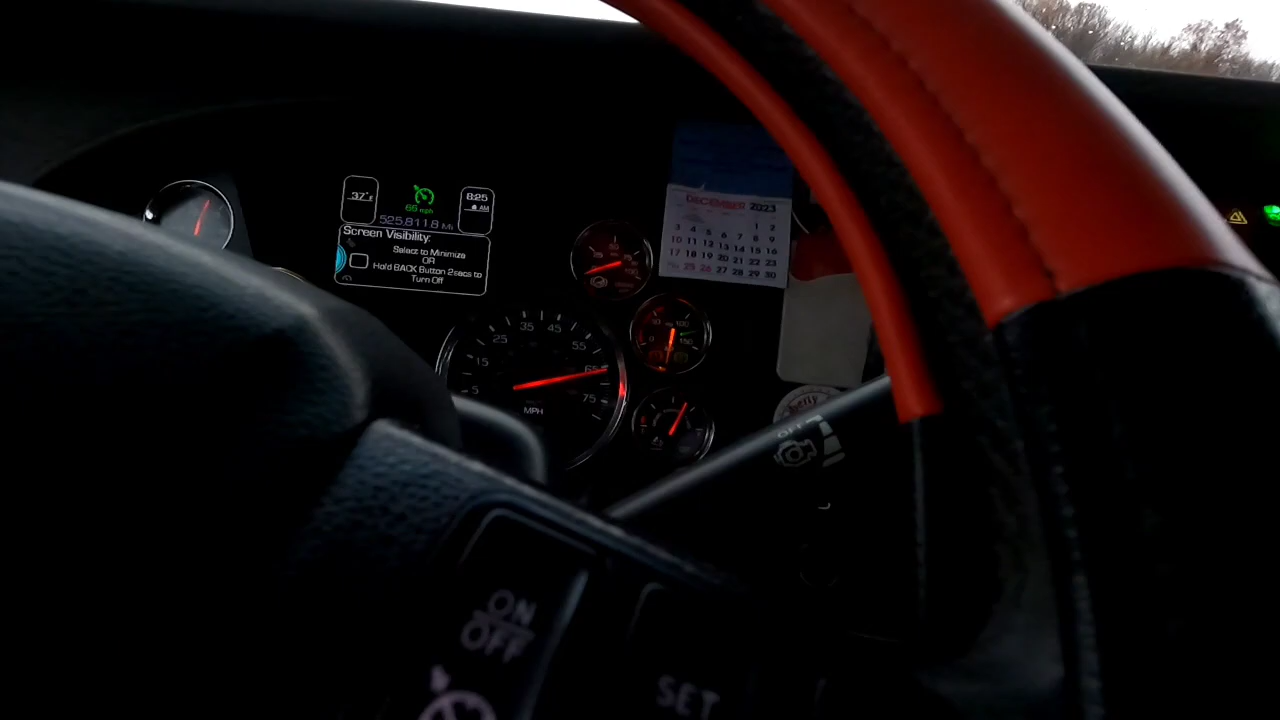 37°F
65 mph
8:25
AM
525,811.8 Mi
Screen Visibility:
Select to Minimize
OR
Hold BACK Button 2secs to
Turn Off
DECEMBER 2023
1 2
3 4 5 6 7 8 9
10 11 12 13 14 15 16
17 18 19 20 21 22 23
25 26 27 28 29 30
5
15
25
35
45
55
65
75
MPH
0
100
150
OFF
ON
OFF
SET